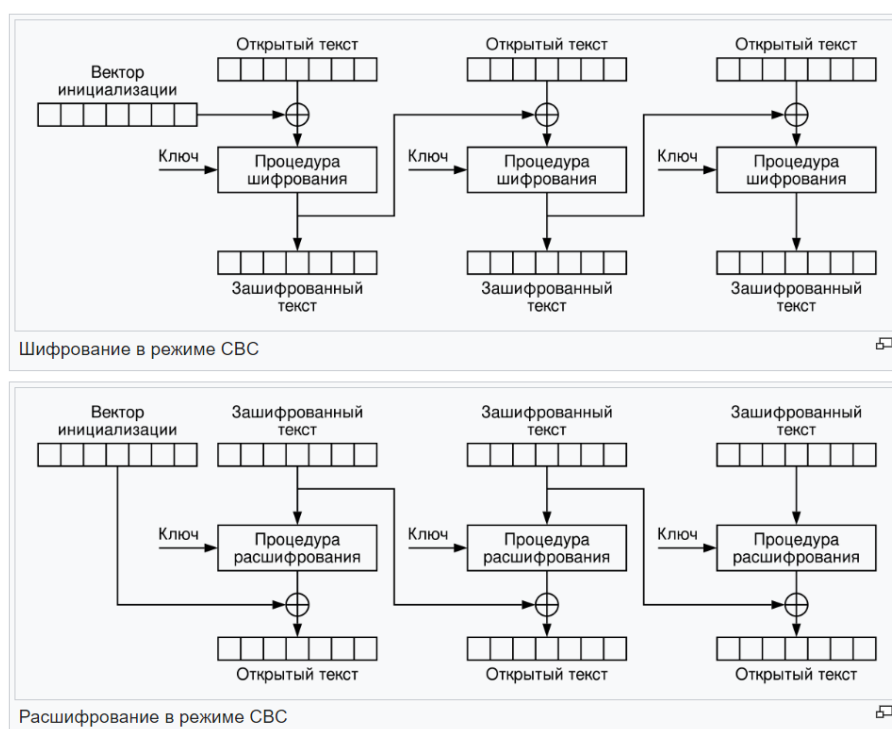 Открытый текст
Открытый текст
Открытый текст
Вектор
инициализации
Ключ
Процедура
шифрования
Ключ
Процедура
шифрования
Ключ
Процедура
шифрования
Зашифрованный
текст
Зашифрованный
текст
Зашифрованный
текст
Шифрование в режиме CBC
Вектор
инициализации
Зашифрованный
текст
Зашифрованный
текст
Зашифрованный
текст
Ключ
Процедура
расшифрования
Ключ
Процедура
расшифрования
Ключ
Процедура
расшифрования
Открытый текст
Открытый текст
Открытый текст
Расшифрование в режиме CBC